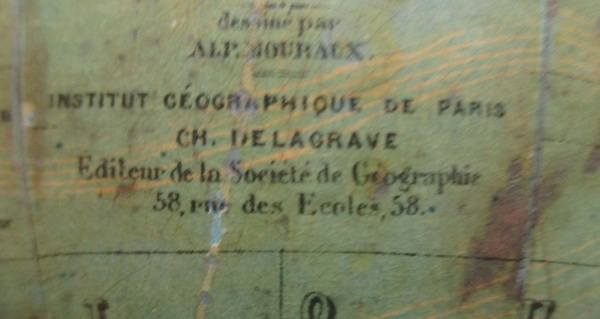 dessiné par
ALP. MOURAUX.
INSTITUT GÉOGRAPHIQUE DE PARIS
CH. DELAGRAVE
Editeur de la Société de Géographie
58, rue des Ecoles, 58.